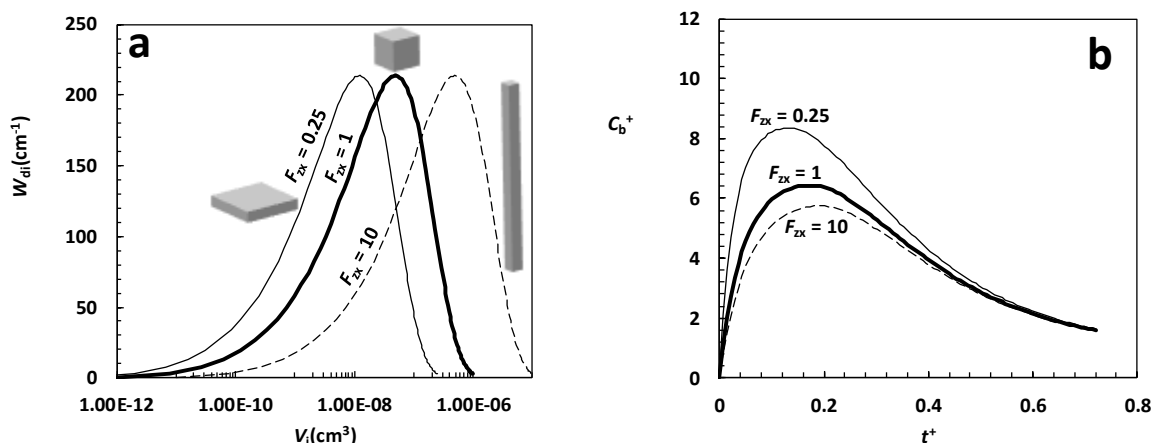 a
250
200
150
100
50
0
W_di(cm⁻¹)
F_zx = 0.25
F_zx = 1
F_zx = 10
1.00E-12
1.00E-10
1.00E-08
1.00E-06
V_i(cm³)
b
12
10
8
6
4
2
0
C_b⁺
F_zx = 0.25
F_zx = 1
F_zx = 10
0
0.2
0.4
0.6
0.8
t⁺